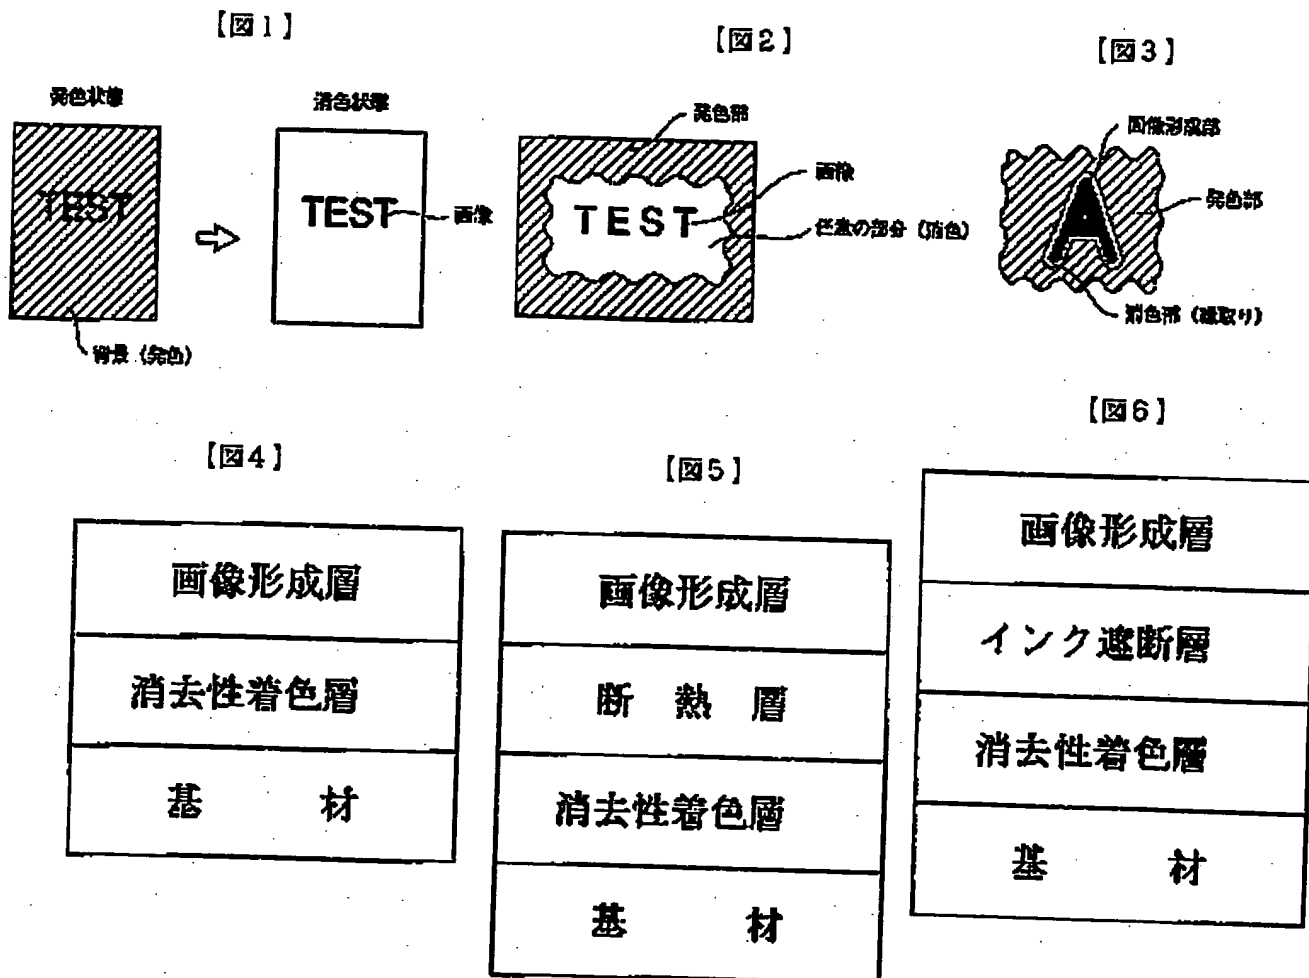 【図1】
発色状態
TEST
背景（発色）
消色状態
TEST
画像
【図2】
発色部
TEST
画像
任意の部分（消色）
【図3】
画像形成部
A
発色部
消色部（縁取り）
【図4】
画像形成層
消去性着色層
基材
【図5】
画像形成層
断熱層
消去性着色層
基材
【図6】
画像形成層
インク遮断層
消去性着色層
基材